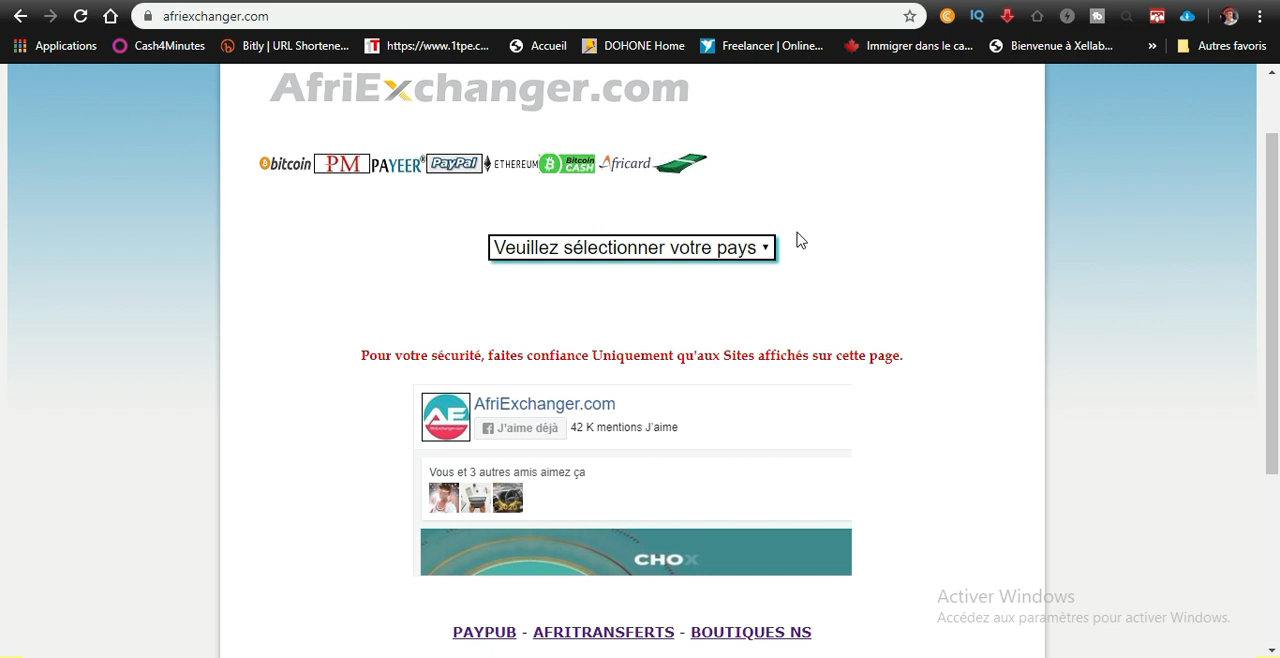 afriexchanger.com
Applications Cash4Minutes Bitly | URL Shortene... https://www.1tpe.c... Accueil DOHONE Home Freelancer | Online... Immigrer dans le ca... Bienvenue à Xellab... » Autres favoris
AfriExchanger.com
bitcoin PM PAYEER® PayPal ETHEREUM Bitcoin CASH Africard
Veuillez sélectionner votre pays
Pour votre sécurité, faites confiance Uniquement qu'aux Sites affichés sur cette page.
AE AfriExchanger.com
J'aime déjà 42 K mentions J'aime
Vous et 3 autres amis aimez ça
2020
CHOX
Activer Windows
Accédez aux paramètres pour activer Windows.
PAYPUB - AFRITRANSFERTS - BOUTIQUES NS